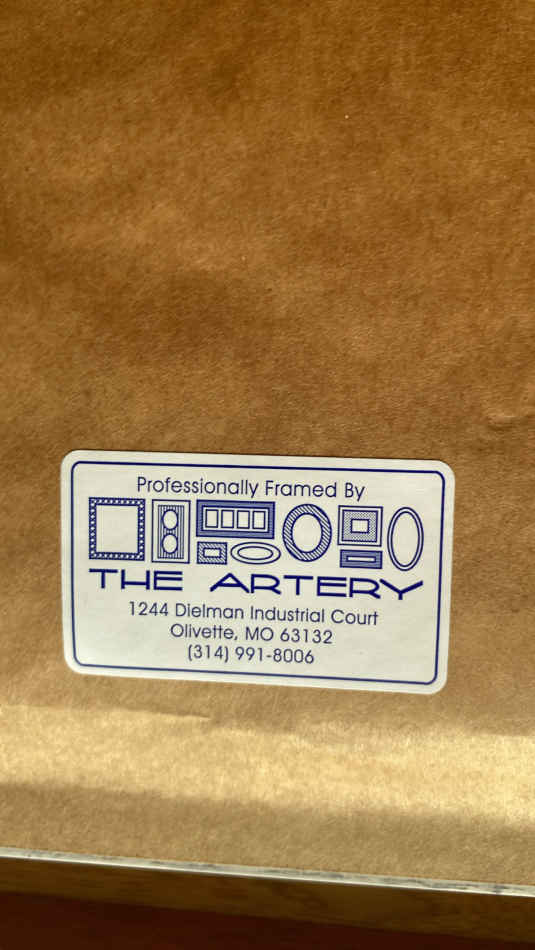 Professionally Framed By
THE ARTERY
1244 Dielman Industrial Court
Olivette, MO 63132
(314) 991-8006